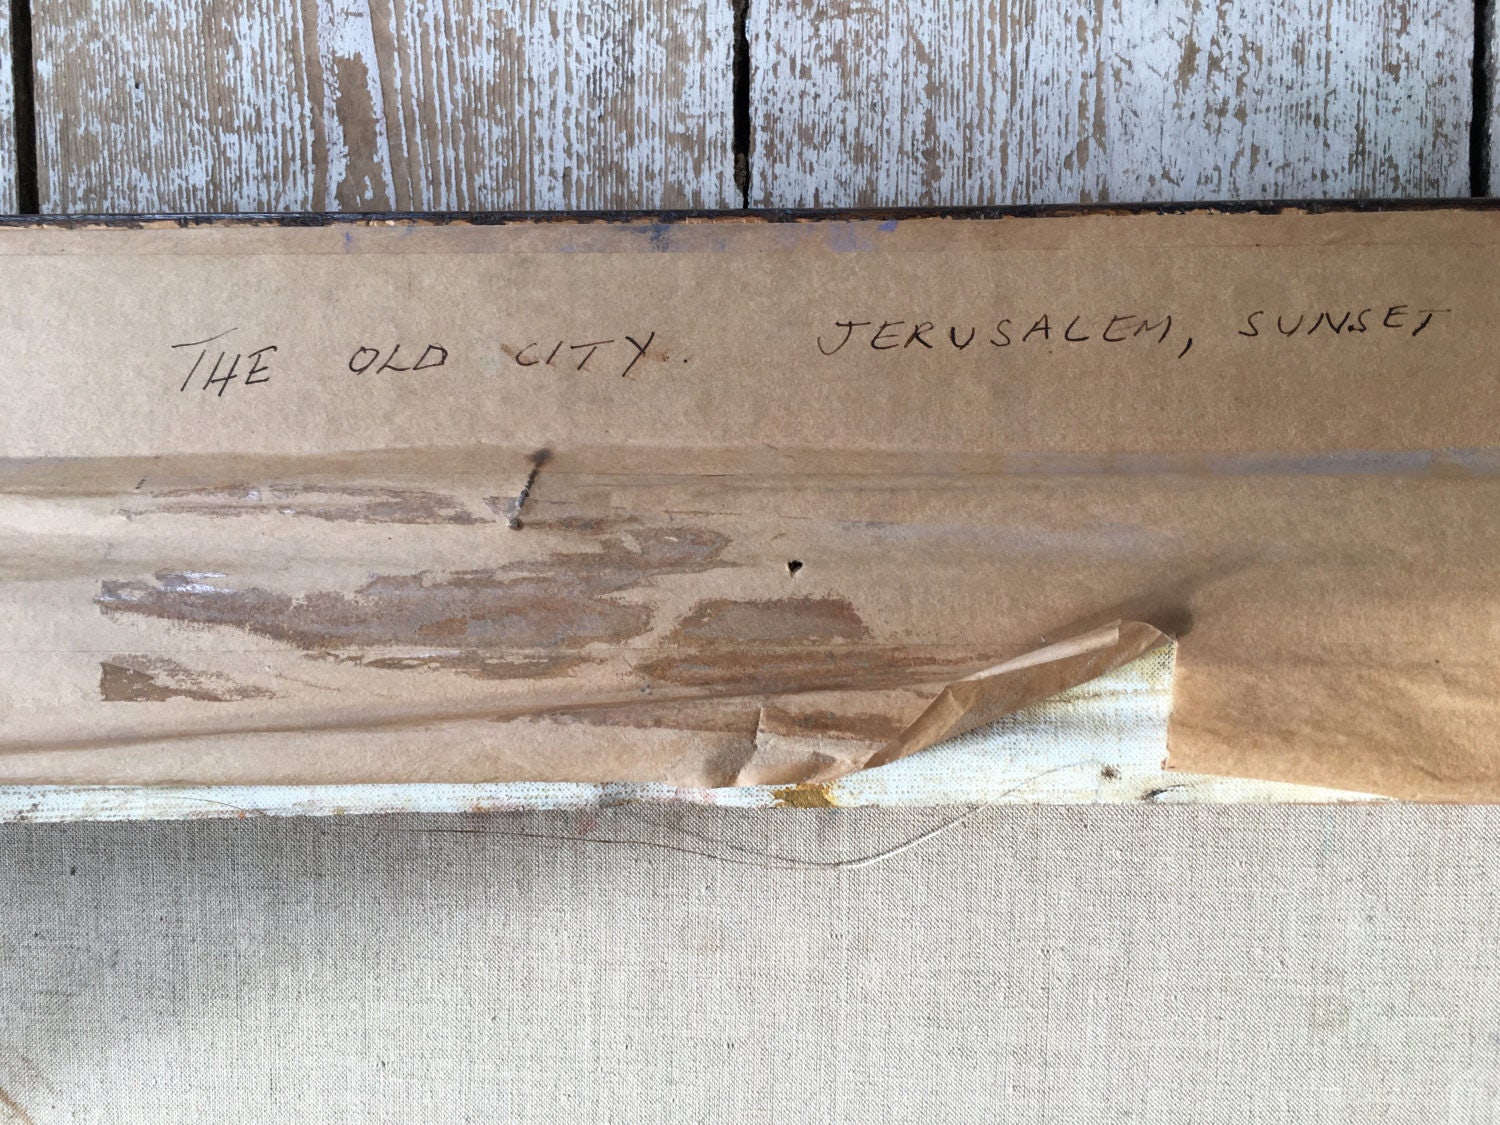 THE OLD CITY. JERUSALEM, SUNSET